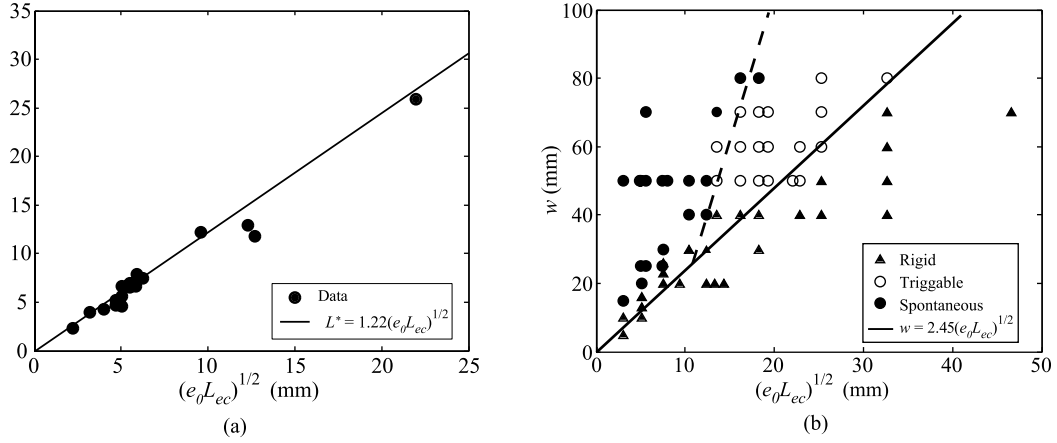 35
30
25
20
15
10
5
0
0 5 10 15 20 25
Data
L* = 1.22(e₀Lₑc)^1/2
(e₀Lₑc)^1/2 (mm)
(a)
100
80
60
40
20
0
w (mm)
0 10 20 30 40 50
Rigid
Triggable
Spontaneous
w = 2.45(e₀Lₑc)^1/2
(e₀Lₑc)^1/2 (mm)
(b)